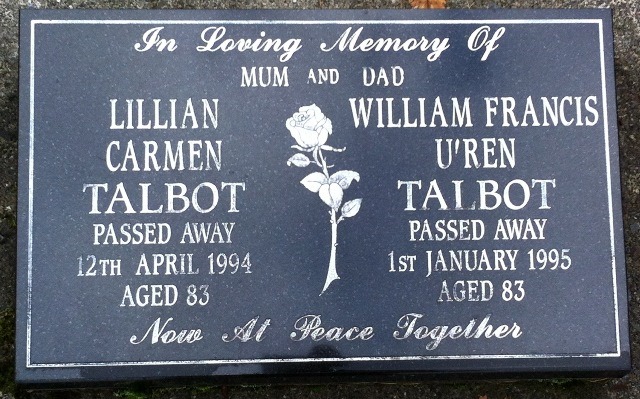 In Loving Memory Of
MUM AND DAD
LILLIAN
CARMEN
TALBOT
PASSED AWAY
12TH APRIL 1994
AGED 83
WILLIAM FRANCIS
U'REN
TALBOT
PASSED AWAY
1ST JANUARY 1995
AGED 83
Now At Peace Together